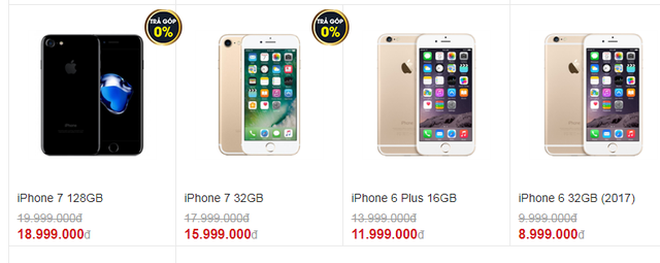 TRẢ GÓP
0%
TRẢ GÓP
0%
iPhone 7 128GB
19.999.000đ
18.999.000đ
iPhone 7 32GB
17.999.000đ
15.999.000đ
iPhone 6 Plus 16GB
13.999.000đ
11.999.000đ
iPhone 6 32GB (2017)
9.999.000đ
8.999.000đ